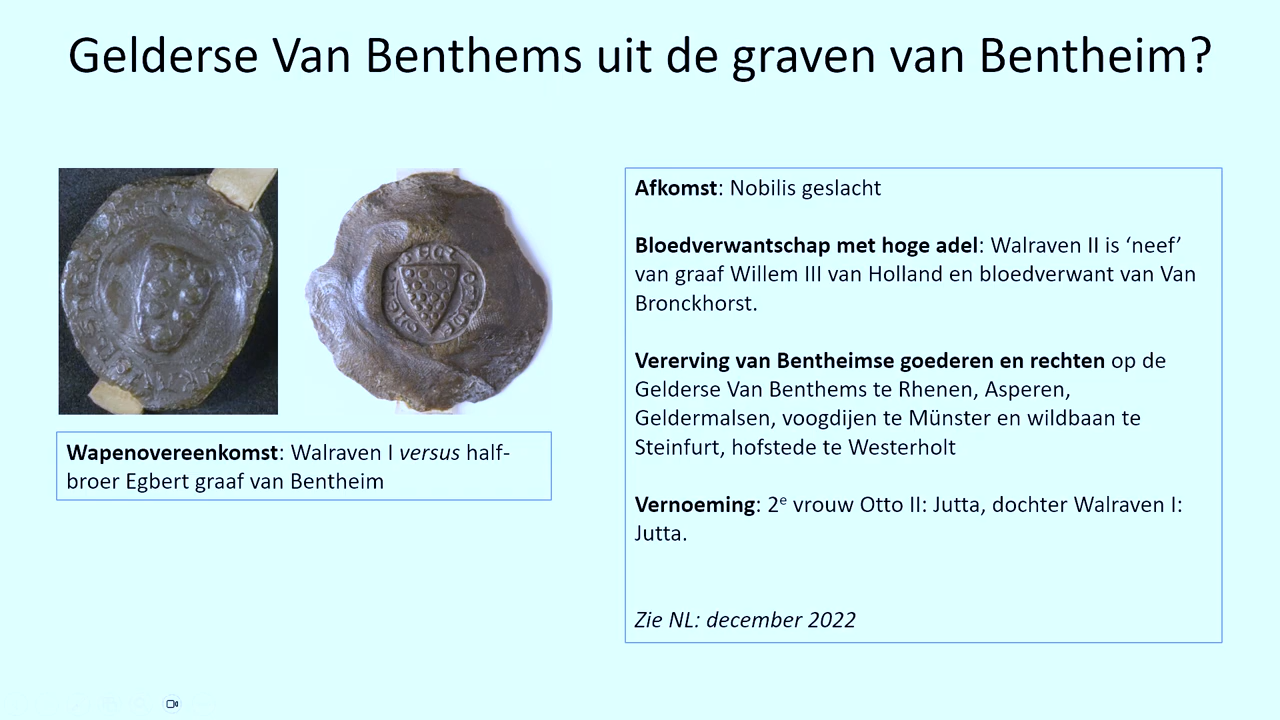 Gelderse Van Benthems uit de graven van Bentheim?
Wapenovereenkomst: Walraven I versus half-
broer Egbert graaf van Bentheim
Afkomst: Nobilis geslacht
Bloedverwantschap met hoge adel: Walraven II is ‘neef’
van graaf Willem III van Holland en bloedverwant van Van
Bronckhorst.
Vererving van Bentheimse goederen en rechten op de
Gelderse Van Benthems te Rhenen, Asperen,
Geldermalsen, voogdijen te Münster en wildbaan te
Steinfurt, hofstede te Westerholt
Vernoeming: 2e vrouw Otto II: Jutta, dochter Walraven I:
Jutta.
Zie NL: december 2022